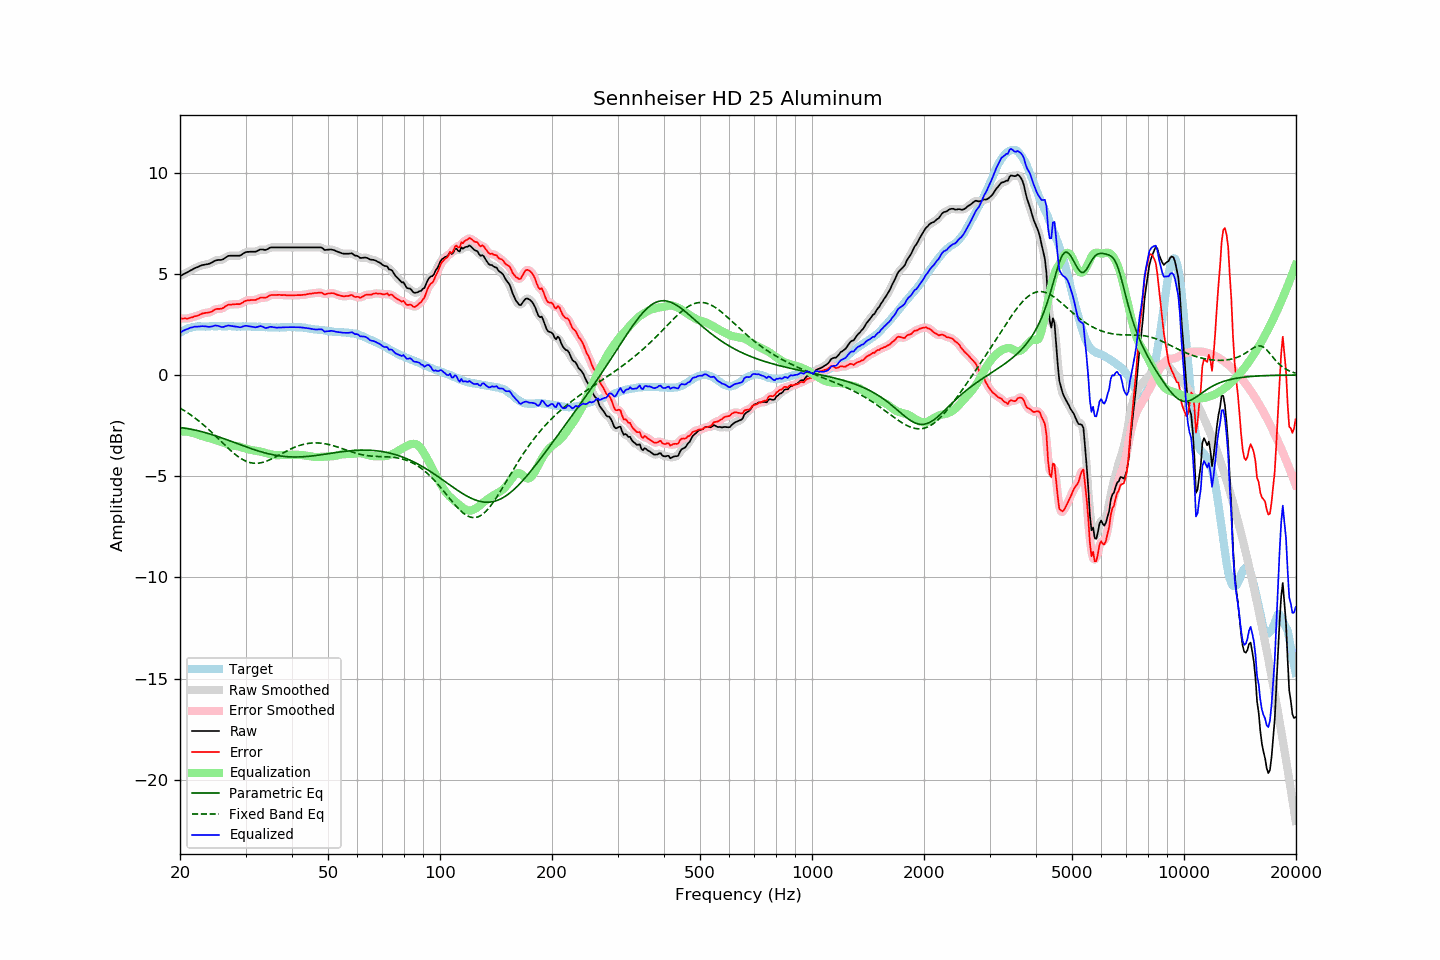 Sennheiser HD 25 Aluminum
Amplitude (dBr)
10
5
0
−5
−10
−15
−20
Target
Raw Smoothed
Error Smoothed
Raw
Error
Equalization
Parametric Eq
Fixed Band Eq
Equalized
20
50
100
200
500
1000
2000
5000
10000
20000
Frequency (Hz)